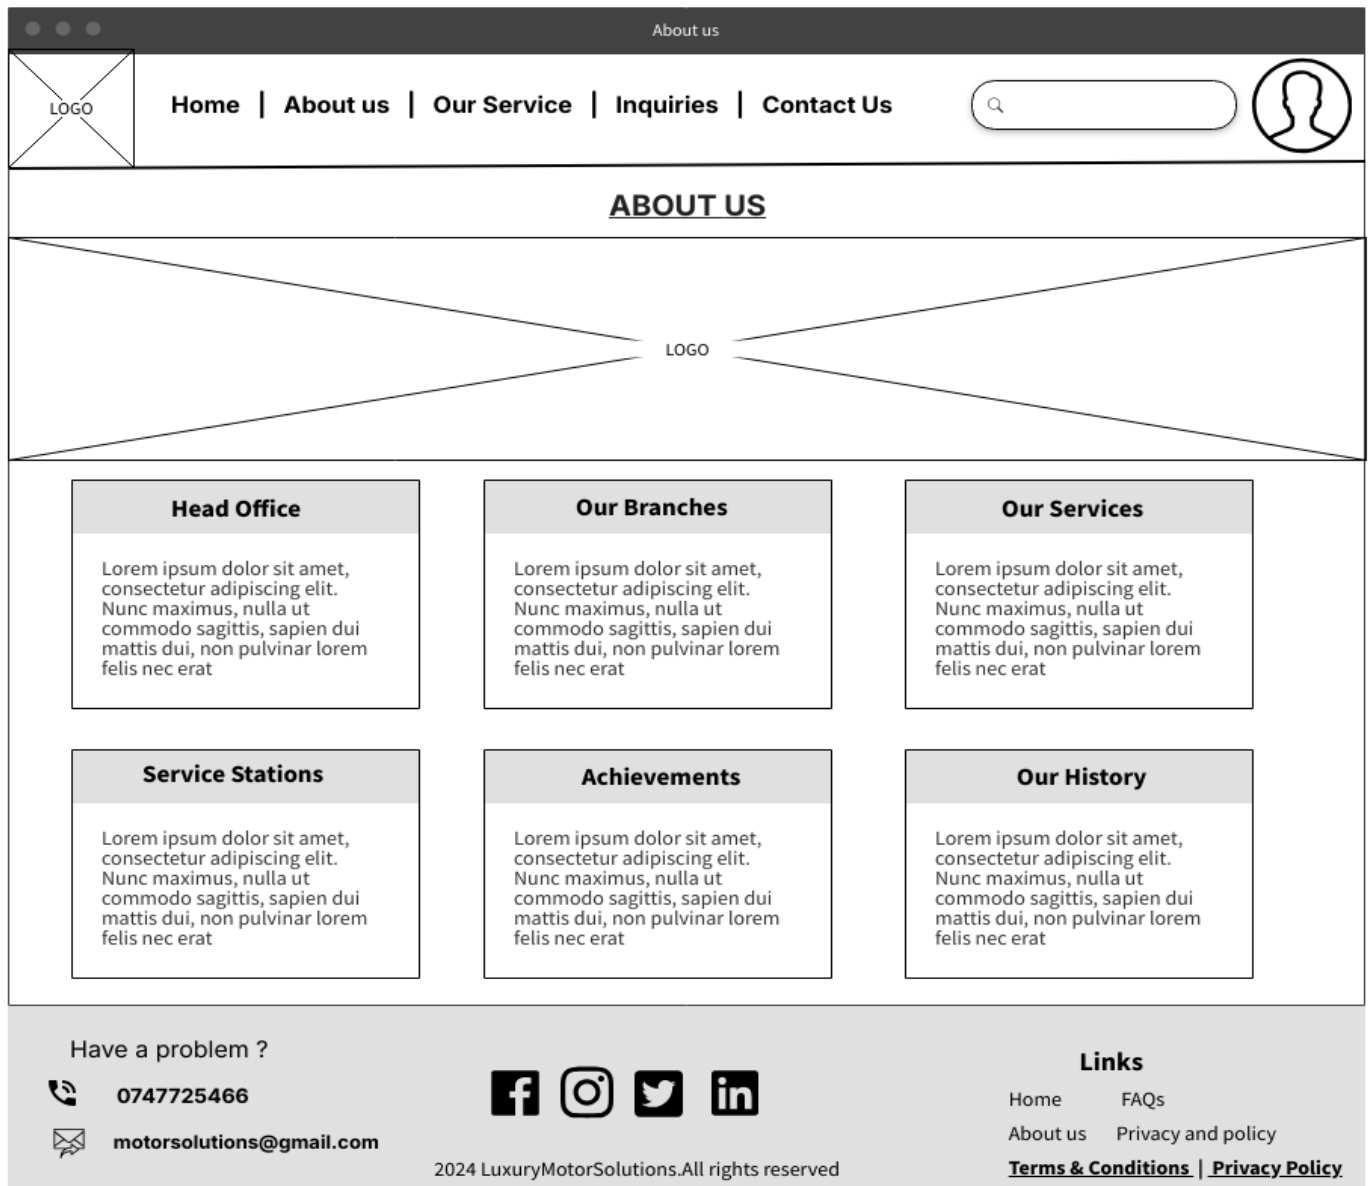 About us
LOGO
Home | About us | Our Service | Inquiries | Contact Us
ABOUT US
LOGO
Head Office
Lorem ipsum dolor sit amet,
consectetur adipiscing elit.
Nunc maximus, nulla ut
commodo sagittis, sapien dui
mattis dui, non pulvinar lorem
felis nec erat
Our Branches
Lorem ipsum dolor sit amet,
consectetur adipiscing elit.
Nunc maximus, nulla ut
commodo sagittis, sapien dui
mattis dui, non pulvinar lorem
felis nec erat
Our Services
Lorem ipsum dolor sit amet,
consectetur adipiscing elit.
Nunc maximus, nulla ut
commodo sagittis, sapien dui
mattis dui, non pulvinar lorem
felis nec erat
Service Stations
Lorem ipsum dolor sit amet,
consectetur adipiscing elit.
Nunc maximus, nulla ut
commodo sagittis, sapien dui
mattis dui, non pulvinar lorem
felis nec erat
Achievements
Lorem ipsum dolor sit amet,
consectetur adipiscing elit.
Nunc maximus, nulla ut
commodo sagittis, sapien dui
mattis dui, non pulvinar lorem
felis nec erat
Our History
Lorem ipsum dolor sit amet,
consectetur adipiscing elit.
Nunc maximus, nulla ut
commodo sagittis, sapien dui
mattis dui, non pulvinar lorem
felis nec erat
Have a problem ?
0747725466
motorsolutions@gmail.com
2024 LuxuryMotorSolutions.All rights reserved
Links
Home FAQs
About us Privacy and policy
Terms & Conditions | Privacy Policy